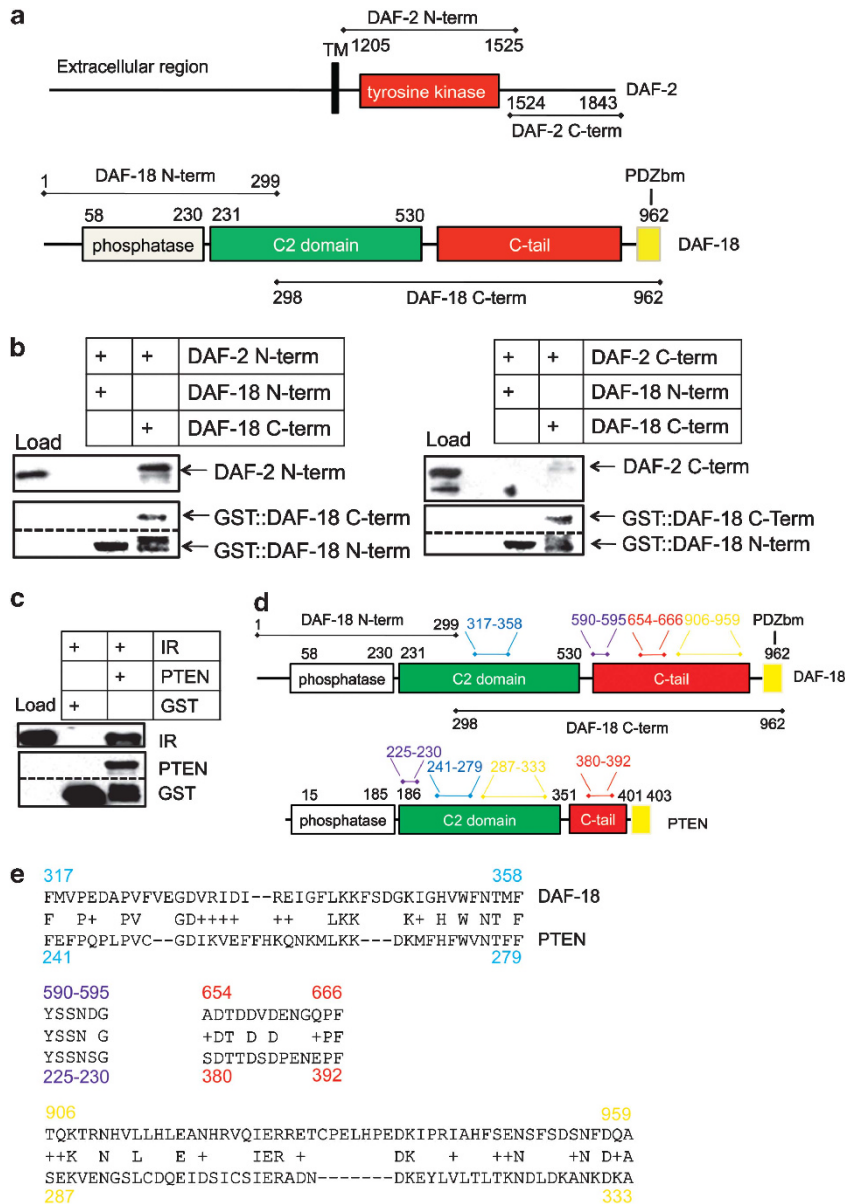 a
DAF-2 N-term
TM 1205 1525
Extracellular region
tyrosine kinase
DAF-2
1524 1843
DAF-2 C-term
1 DAF-18 N-term 299
PDZbm
58 230 231 530 962
phosphatase C2 domain C-tail DAF-18
298 DAF-18 C-term 962
b
+ + DAF-2 N-term
+ DAF-18 N-term
+ DAF-18 C-term
Load
DAF-2 N-term
GST::DAF-18 C-term
GST::DAF-18 N-term
+ + DAF-2 C-term
+ DAF-18 N-term
+ DAF-18 C-term
Load
DAF-2 C-term
GST::DAF-18 C-Term
GST::DAF-18 N-term
c
+ + IR
+ PTEN
+ GST
Load
IR
PTEN
GST
d
1 DAF-18 N-term 299
317-358 590-595 654-666 906-959 PDZbm
58 230 231 530 962
phosphatase C2 domain C-tail DAF-18
298 DAF-18 C-term 962
225-230 241-279 287-333 380-392
15 185 186 351 401 403
phosphatase C2 domain C-tail PTEN
e
317 358
FMVPEDAPVFVEGDVRIDI--REIGFLKKFSDGKIGHVWFNTMF DAF-18
F P+ PV GD++++ ++ LKK K+ H W NT F
FEFPQPLPVC--GDIKVEFFHKQNKMLKK---DKMFHFWVNTFF PTEN
241 279
590-595 654 666
YSSNDG ADTDDVDENGQPF
YSSN G +DT D D +PF
YSSNSG SDTTDSDPENEPF
225-230 380 392
906 959
TQKTRNHVLLHLEANHRVQIERRETCPELHPEDKIPRIAHFSENSFSDSNFDQA
++K N L E + IER + DK + ++N +N D+A
SEKVENGSLCDQEIDSICSIERADN-------DKEYLVLTLTKNDLDKANKDKA
287 333